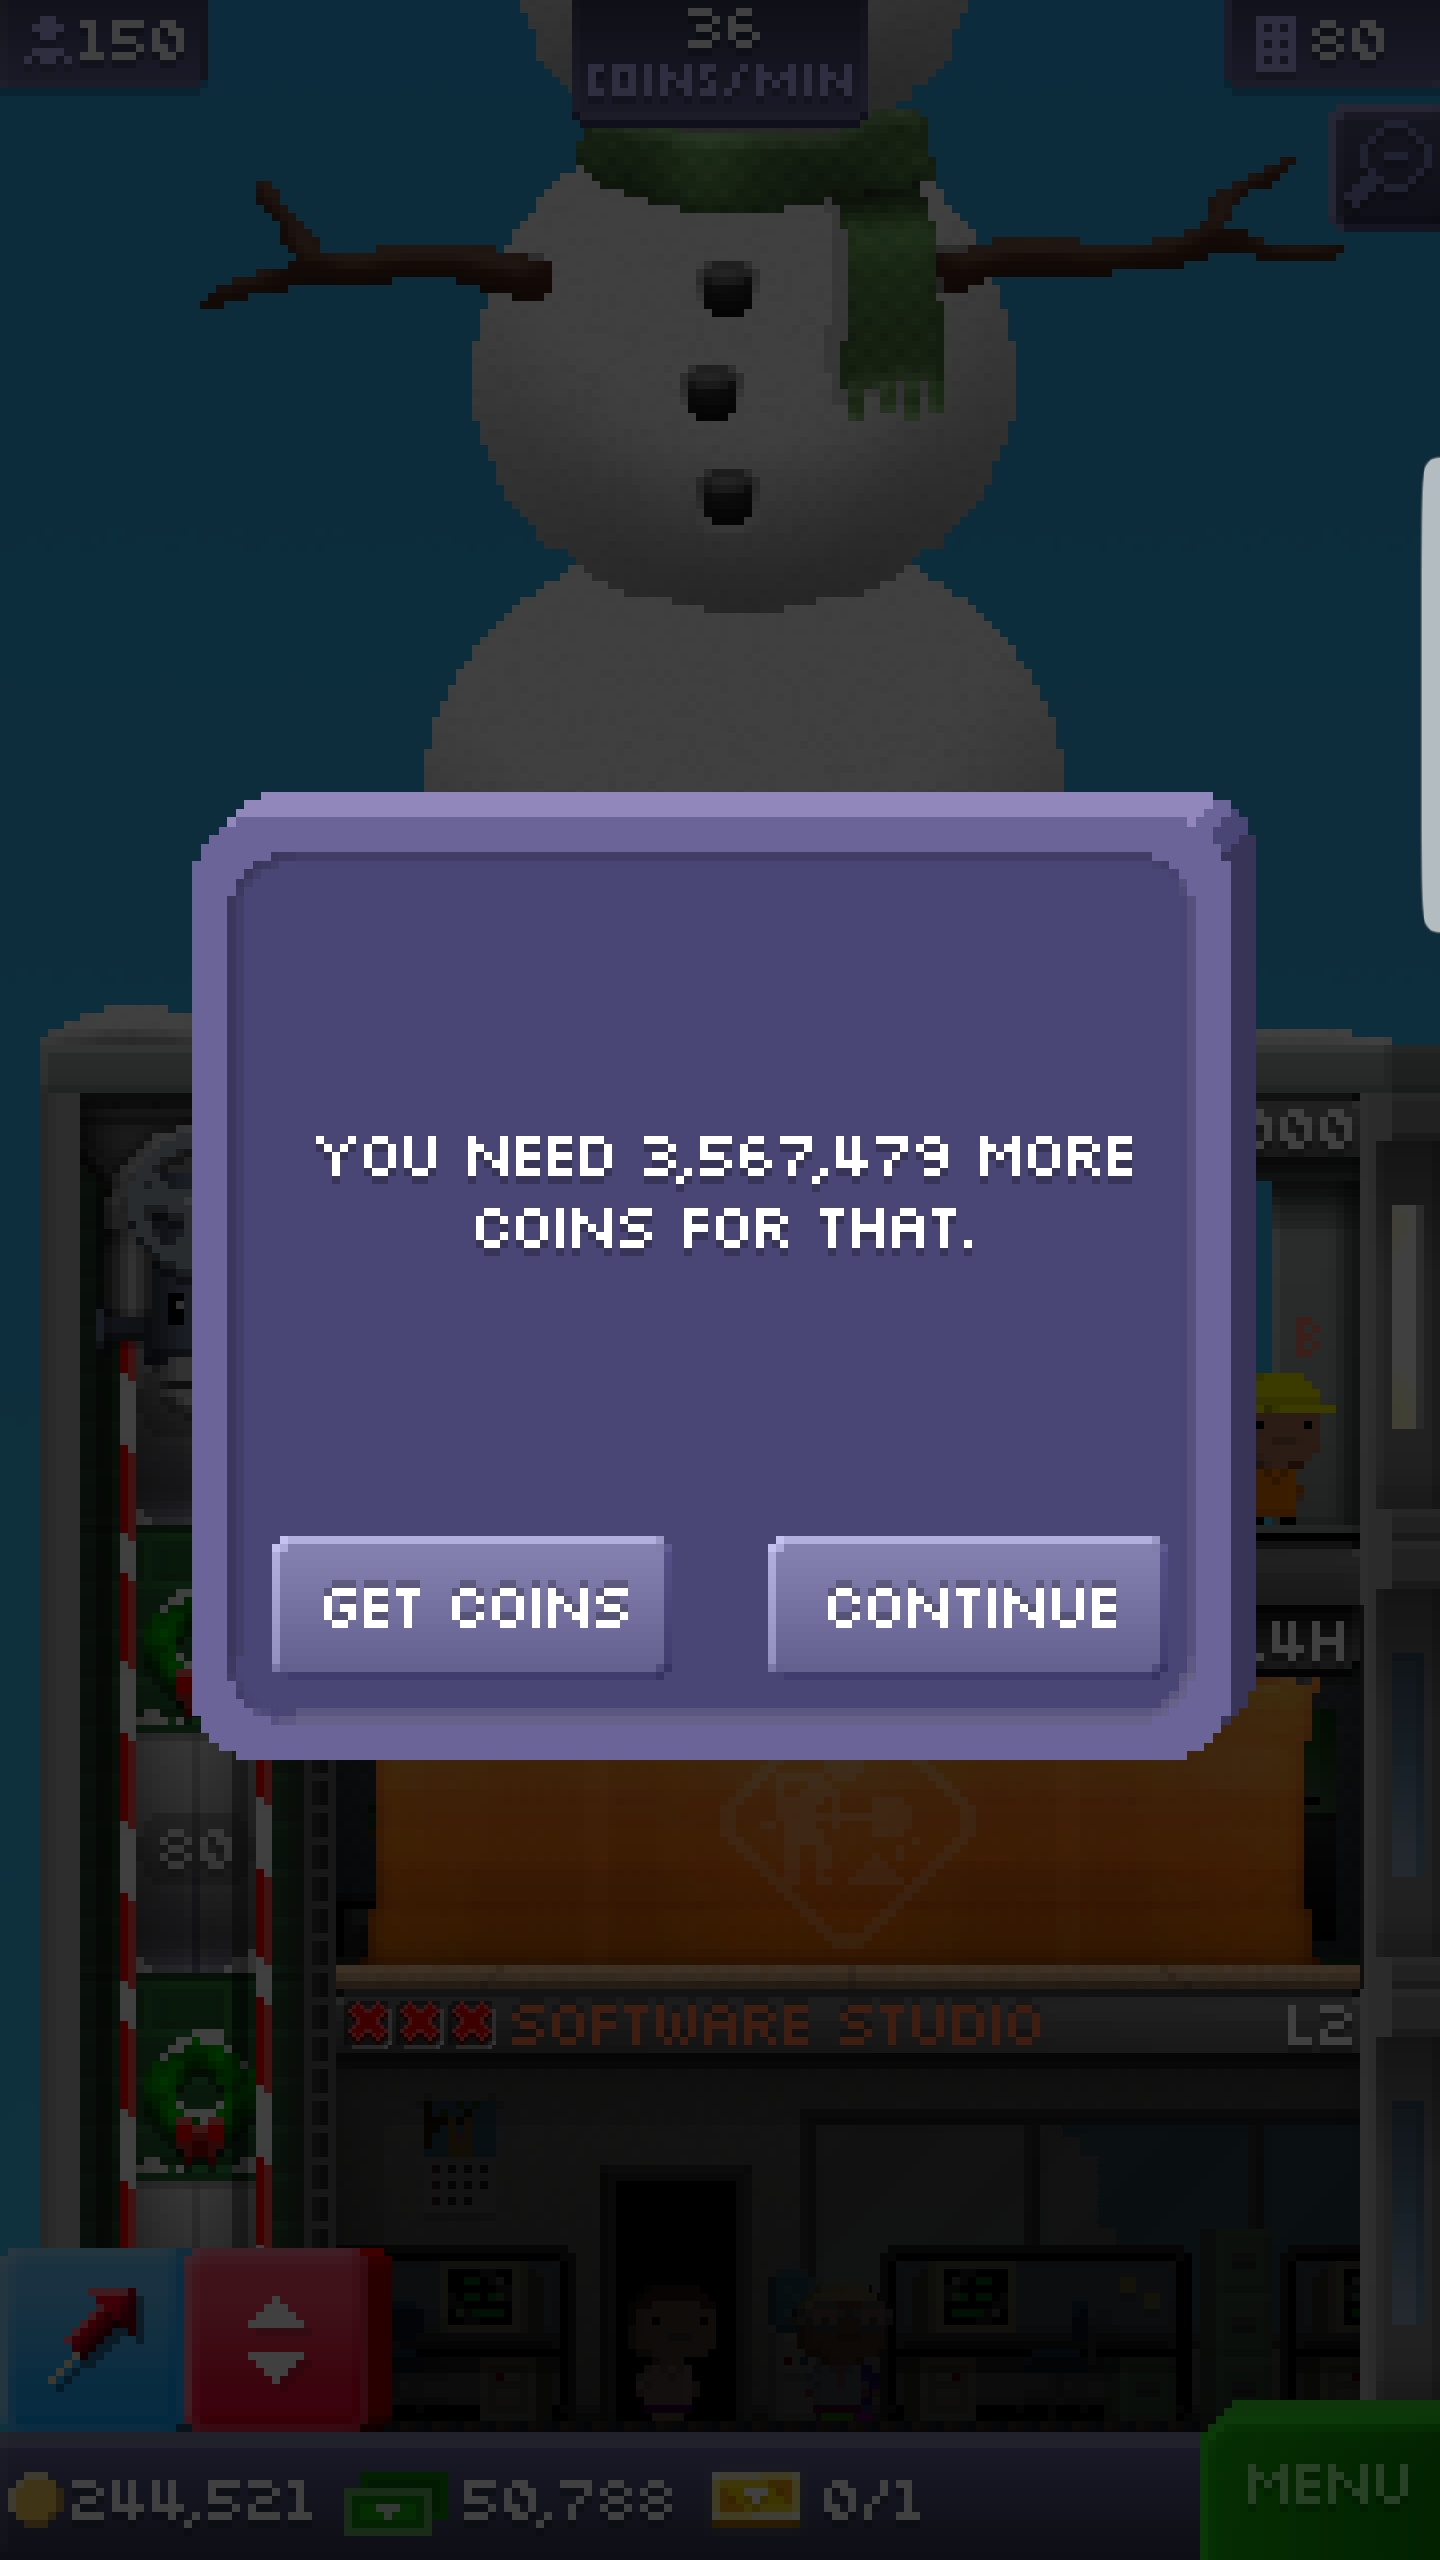 150
36
COINS/MIN
80
YOU NEED 3,567,479 MORE
COINS FOR THAT.
000
B
GET COINS
CONTINUE
4H
80
SOFTWARE STUDIO
L2
244,521
50,788
0/1
MENU